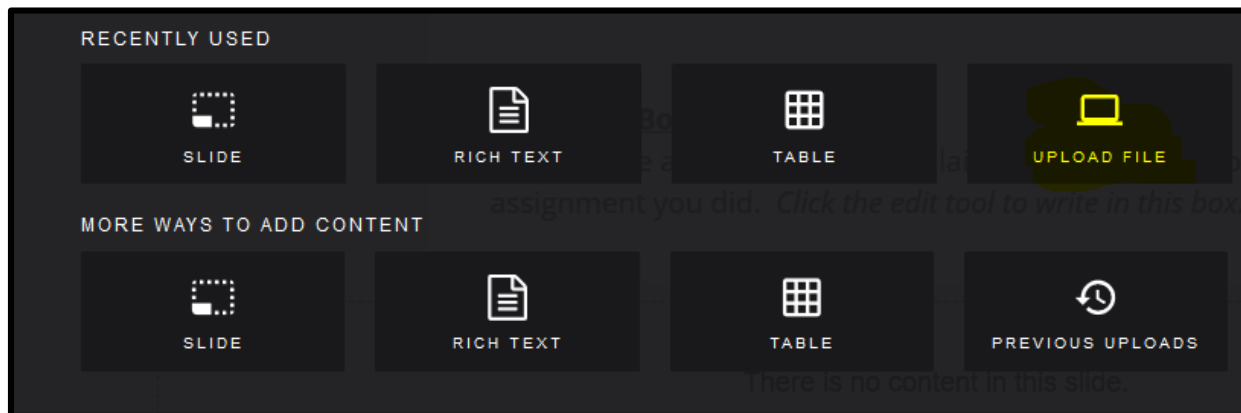 RECENTLY USED
SLIDE RICH TEXT TABLE UPLOAD FILE
assignment you did. Click the edit tool to write in this box
MORE WAYS TO ADD CONTENT
SLIDE RICH TEXT TABLE PREVIOUS UPLOADS
There is no content in this slide.